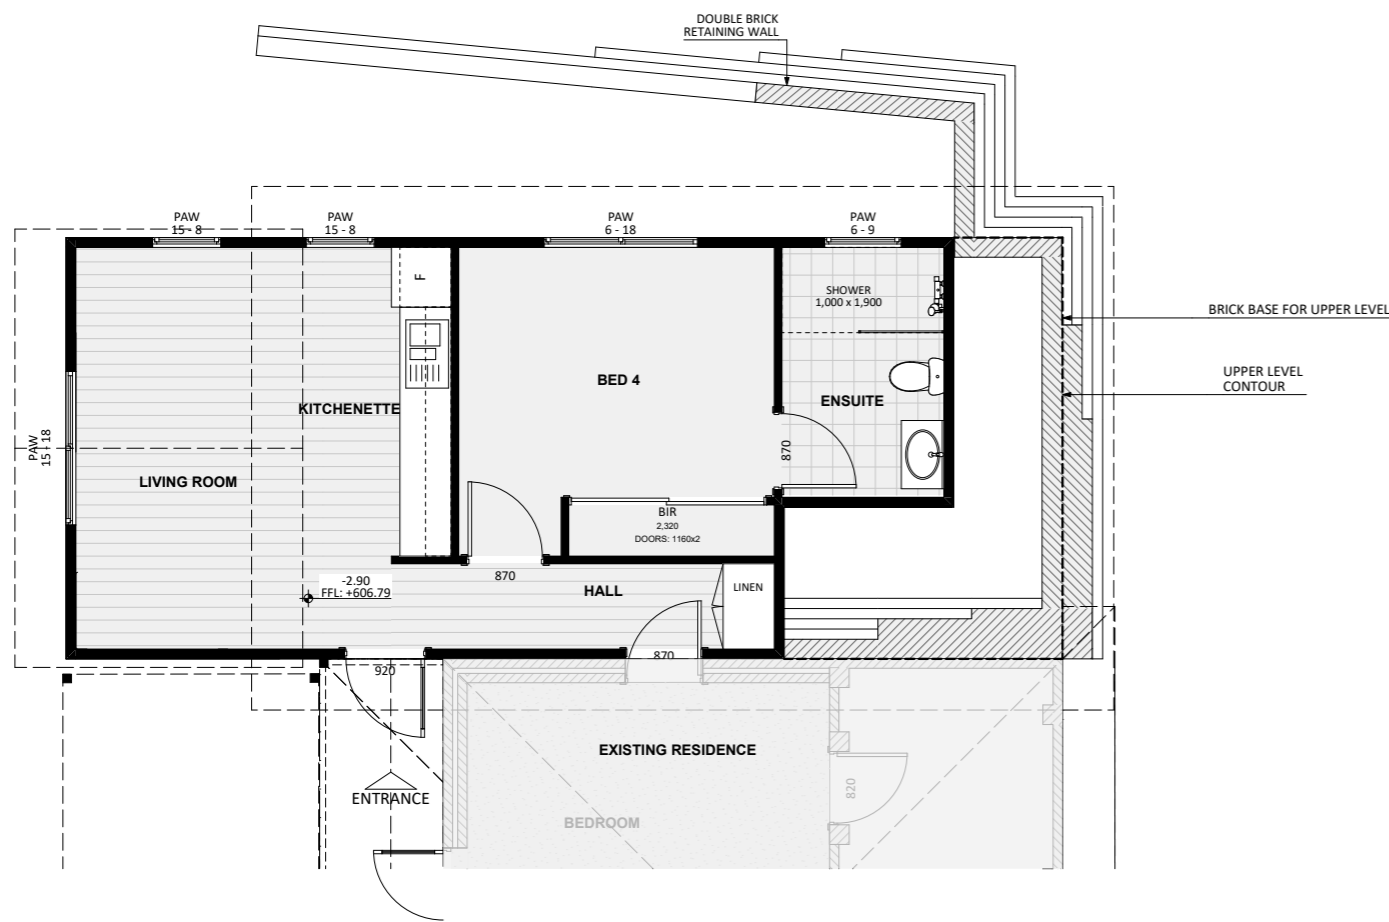 DOUBLE BRICK
RETAINING WALL
PAW
15 - 8
PAW
15 - 8
PAW
6 - 18
PAW
6 - 9
F
SHOWER
1,000 x 1,900
BRICK BASE FOR UPPER LEVEL
UPPER LEVEL
CONTOUR
BED 4
ENSUITE
KITCHENETTE
PAW
15 - 18
870
LIVING ROOM
BIR
2,320
DOORS: 1160x2
870
-2.90
FFL: +606.79
HALL
LINEN
920
870
EXISTING RESIDENCE
820
ENTRANCE
BEDROOM